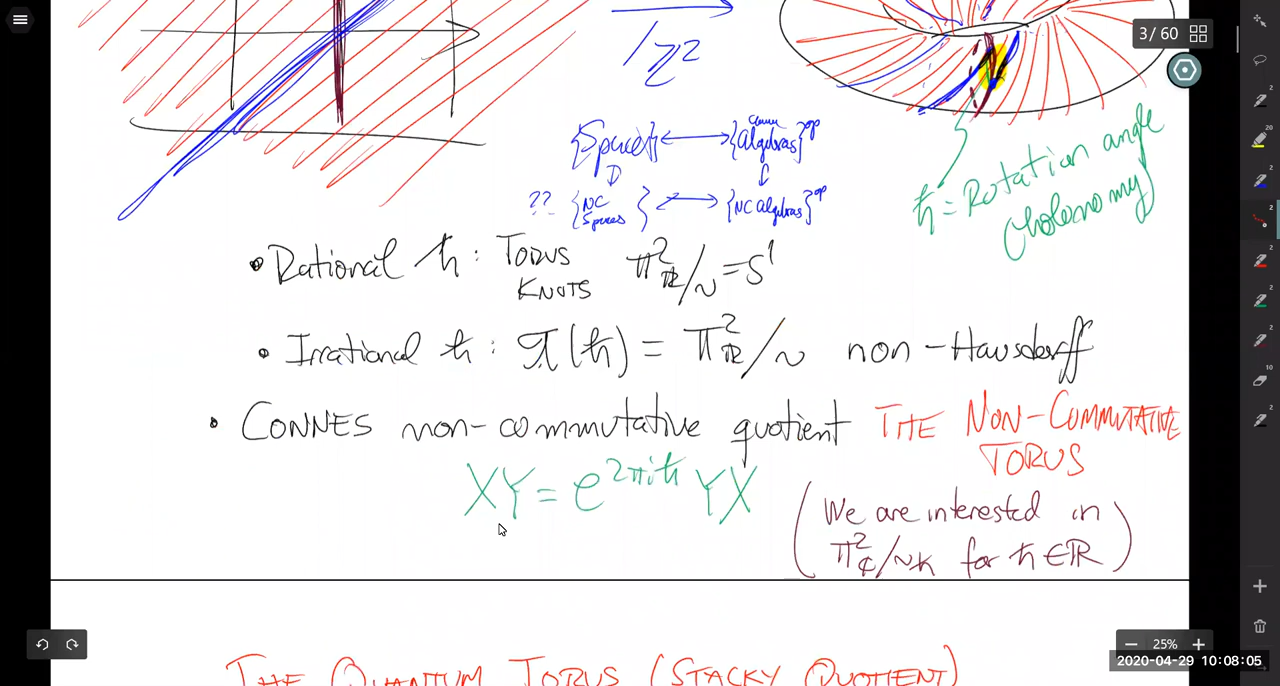 3 / 60
/ℤ²
{Spaces} ⟷ {Comm Algebras}^op
?? {NC Spaces} ⟷ {NC Algebras}^op
ħ = Rotation angle
(holonomy)
• Rational ħ : TORUS KNOTS 𝕋²_ℝ/~ = S¹
• Irrational ħ : 𝒯(ħ) = 𝕋²_ℝ/~ non-Hausdorff
• CONNES non-commutative quotient THE NON-COMMUTATIVE TORUS
XY = e^{2πiħ} YX
(We are interested in
𝕋²_ℂ/~ħ for ħ ∈ ℝ)
THE QUANTUM TORUS (STACKY QUOTIENT)
25%
2020-04-29 10:08:05